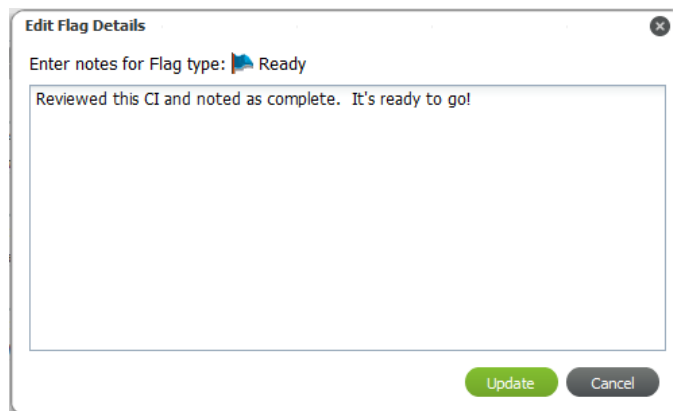 Edit Flag Details
Enter notes for Flag type: Ready
Reviewed this CI and noted as complete.  It's ready to go!
Update Cancel